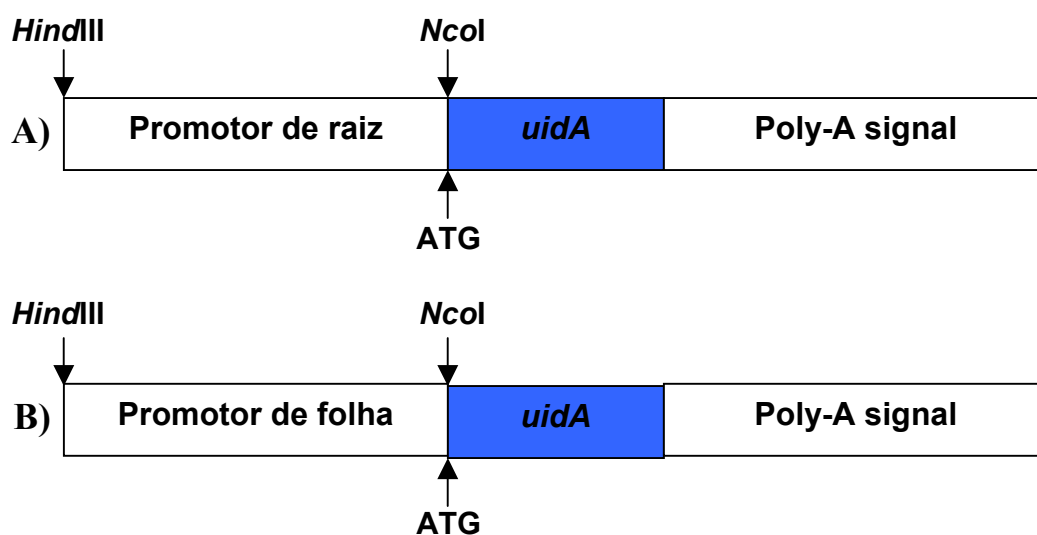 HindIII NcoI
A) Promotor de raiz uidA Poly-A signal
ATG
HindIII NcoI
B) Promotor de folha uidA Poly-A signal
ATG